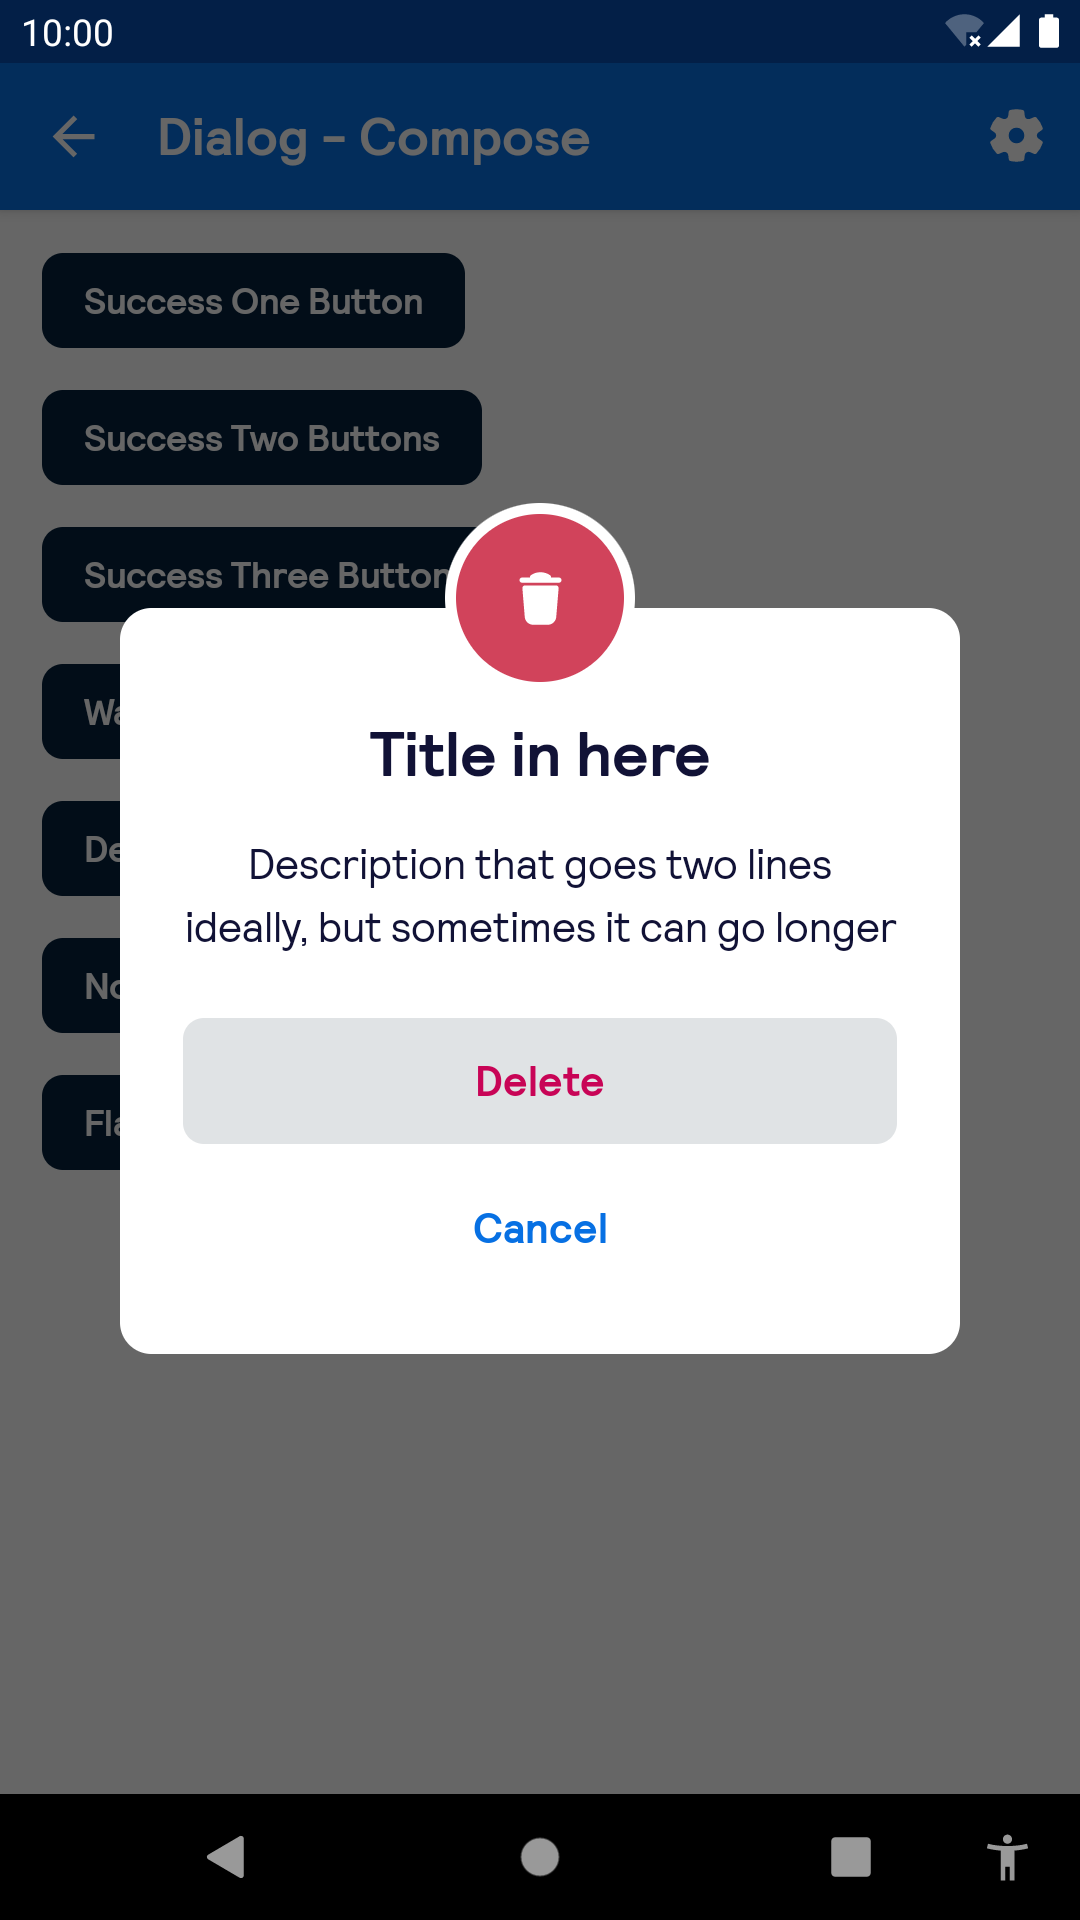 10:00
Dialog - Compose
Success One Button
Success Two Buttons
Success Three Button
Title in here
Description that goes two lines
ideally, but sometimes it can go longer
Delete
Cancel